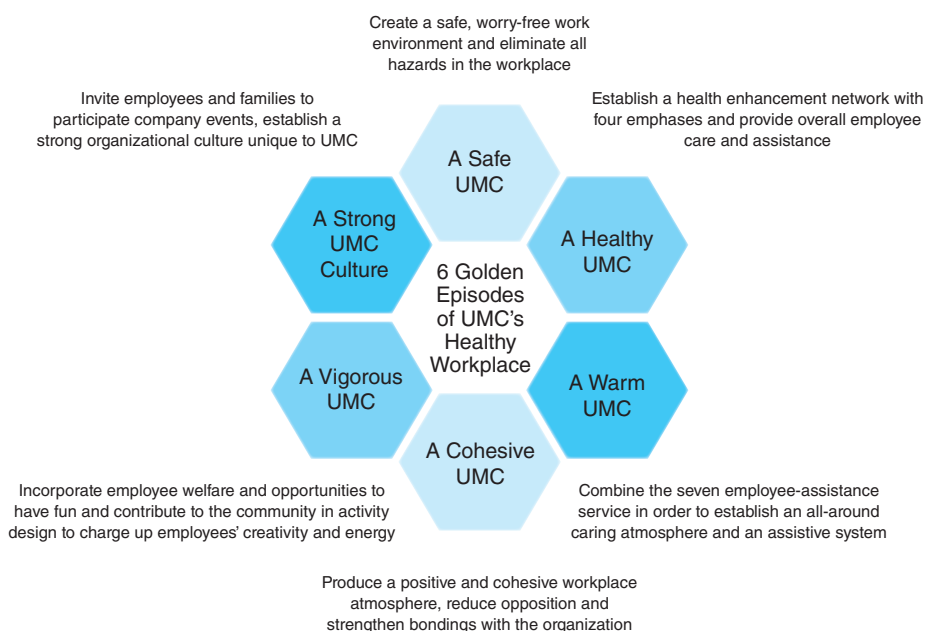 Create a safe, worry-free work
environment and eliminate all
hazards in the workplace
Invite employees and families to
participate company events, establish a
strong organizational culture unique to UMC
Establish a health enhancement network with
four emphases and provide overall employee
care and assistance
A Safe
UMC
A Strong
UMC
Culture
A Healthy
UMC
6 Golden
Episodes
of UMC’s
Healthy
Workplace
A Vigorous
UMC
A Warm
UMC
A Cohesive
UMC
Incorporate employee welfare and opportunities to
have fun and contribute to the community in activity
design to charge up employees’ creativity and energy
Combine the seven employee-assistance
service in order to establish an all-around
caring atmosphere and an assistive system
Produce a positive and cohesive workplace
atmosphere, reduce opposition and
strengthen bondings with the organization